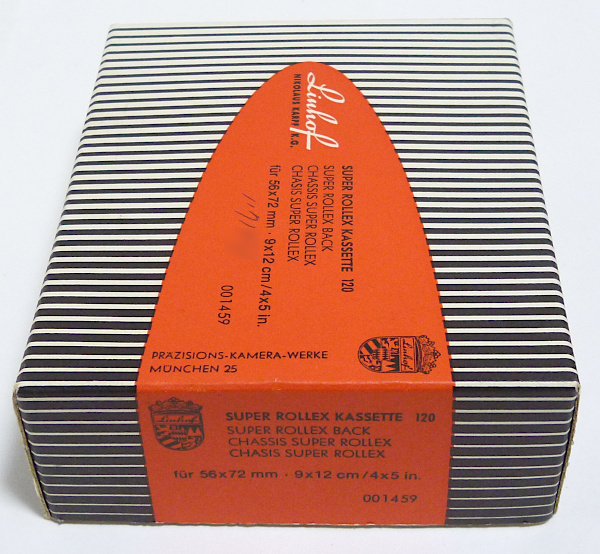 Linhof
NIKOLAUS KARPF K.G.
SUPER ROLLEX KASSETTE 120
SUPER ROLLEX BACK
CHASSIS SUPER ROLLEX
CHASIS SUPER ROLLEX
für 56x72 mm · 9x12 cm/4x5 in.
001459
PRÄZISIONS-KAMERA-WERKE
MÜNCHEN 25
Linhof
Linhof
SUPER ROLLEX KASSETTE 120
SUPER ROLLEX BACK
CHASSIS SUPER ROLLEX
CHASIS SUPER ROLLEX
für 56x72 mm · 9x12 cm/4x5 in.
001459